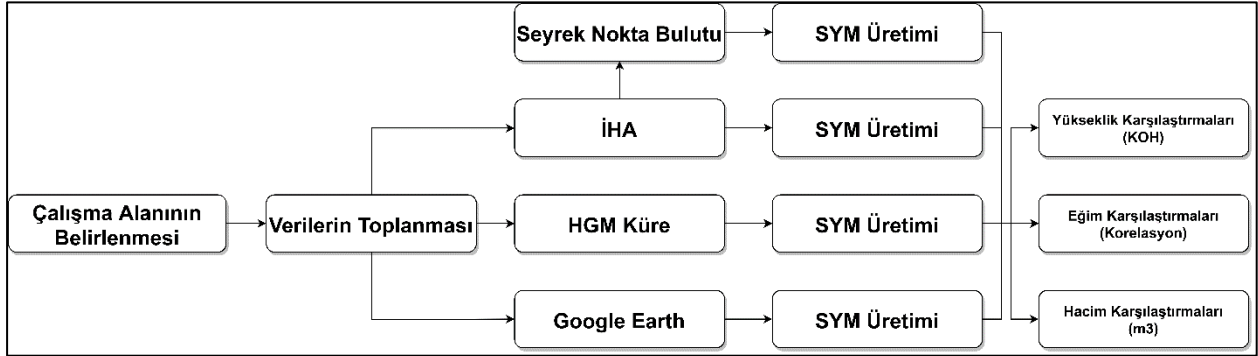 Seyrek Nokta Bulutu
SYM Üretimi
İHA
SYM Üretimi
Yükseklik Karşılaştırmaları
(KOH)
Çalışma Alanının
Belirlenmesi
Verilerin Toplanması
HGM Küre
SYM Üretimi
Eğim Karşılaştırmaları
(Korelasyon)
Google Earth
SYM Üretimi
Hacim Karşılaştırmaları
(m3)